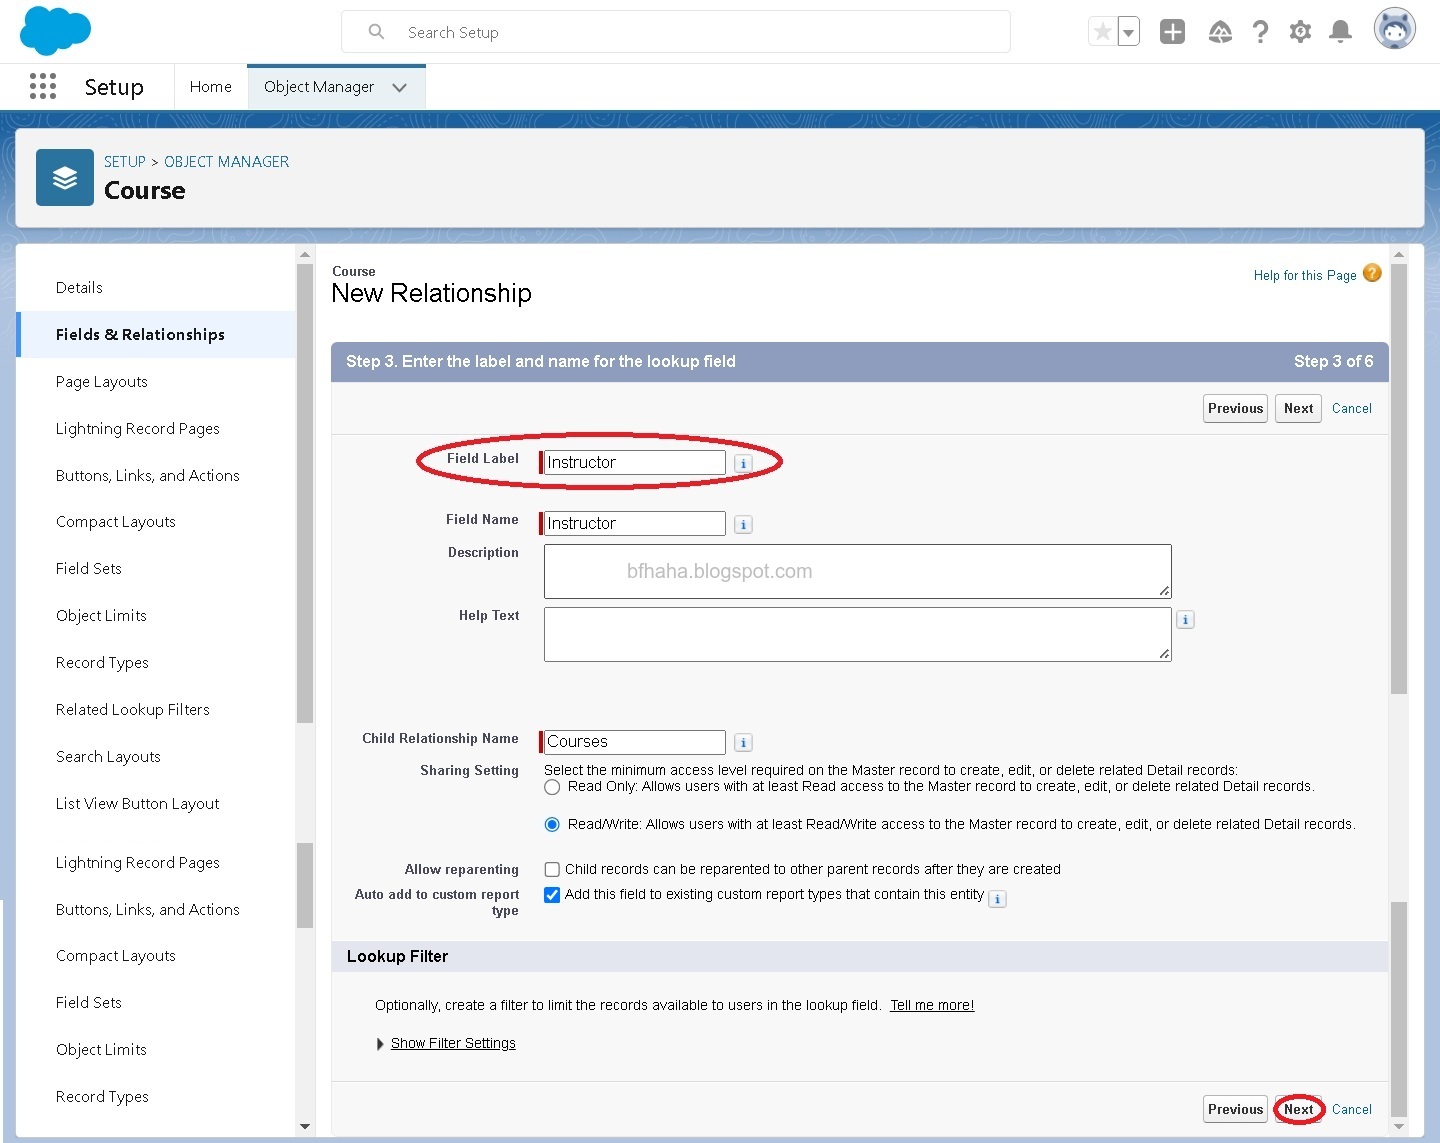 Search Setup
Setup
Home
Object Manager
SETUP > OBJECT MANAGER
Course
Details
Fields & Relationships
Page Layouts
Lightning Record Pages
Buttons, Links, and Actions
Compact Layouts
Field Sets
Object Limits
Record Types
Related Lookup Filters
Search Layouts
List View Button Layout
Lightning Record Pages
Buttons, Links, and Actions
Compact Layouts
Field Sets
Object Limits
Record Types
Course
New Relationship
Help for this Page
Step 3. Enter the label and name for the lookup field
Step 3 of 6
Previous Next Cancel
Field Label Instructor
Field Name Instructor
Description
bfhaha.blogspot.com
Help Text
Child Relationship Name Courses
Sharing Setting Select the minimum access level required on the Master record to create, edit, or delete related Detail records:
Read Only: Allows users with at least Read access to the Master record to create, edit, or delete related Detail records.
Read/Write: Allows users with at least Read/Write access to the Master record to create, edit, or delete related Detail records.
Allow reparenting Child records can be reparented to other parent records after they are created
Auto add to custom report Add this field to existing custom report types that contain this entity
type
Lookup Filter
Optionally, create a filter to limit the records available to users in the lookup field. Tell me more!
Show Filter Settings
Previous Next Cancel